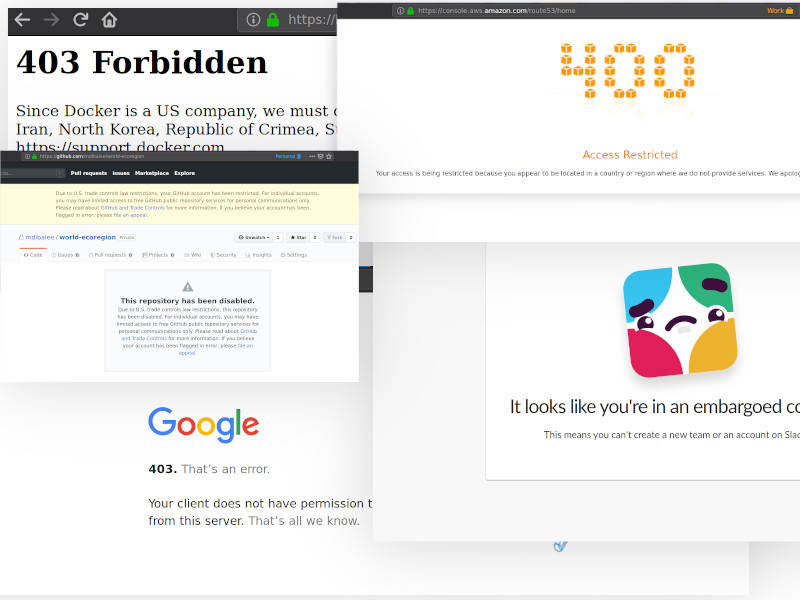 https://
403 Forbidden
Since Docker is a US company, we must
Iran, North Korea, Republic of Crimea,
https://support.docker.com
https://console.aws.amazon.com/route53/home
Work
400
Access Restricted
Your access is being restricted because you appear to be located in a country or region where we do not provide services. We
https://github.com/mdibaiee/world-ecoregion
Personal
Pull requests Issues Marketplace Explore
Due to U.S. trade controls law restrictions, your GitHub account has been restricted. For individual accounts,
you may have limited access to free GitHub public repository services for personal communications only.
Please read about GitHub and Trade Controls for more information. If you believe your account has been
flagged in error, please file an appeal.
mdibaiee / world-ecoregion Private
Unwatch 1 Star 0 Fork 0
Code Issues 0 Pull requests 0 Projects 0 Wiki Security Insights Settings
This repository has been disabled.
Due to U.S. trade controls law restrictions, this repository
has been disabled. For individual accounts, you may have
limited access to free GitHub public repository services for
personal communications only. Please read about GitHub
and Trade Controls for more information. If you believe
your account has been flagged in error, please file an
appeal.
It looks like you're in an embargoed
This means you can't create a new team or an account on
Google
403. That's an error.
Your client does not have permission
from this server. That's all we know.